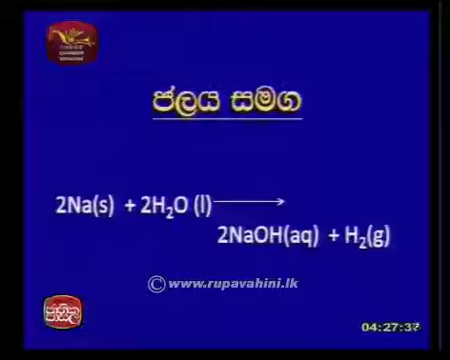 ජලය සමග
2Na(s) + 2H₂O (l) ⟶
2NaOH(aq) + H₂(g)
© www.rupavahini.lk
04:27:37